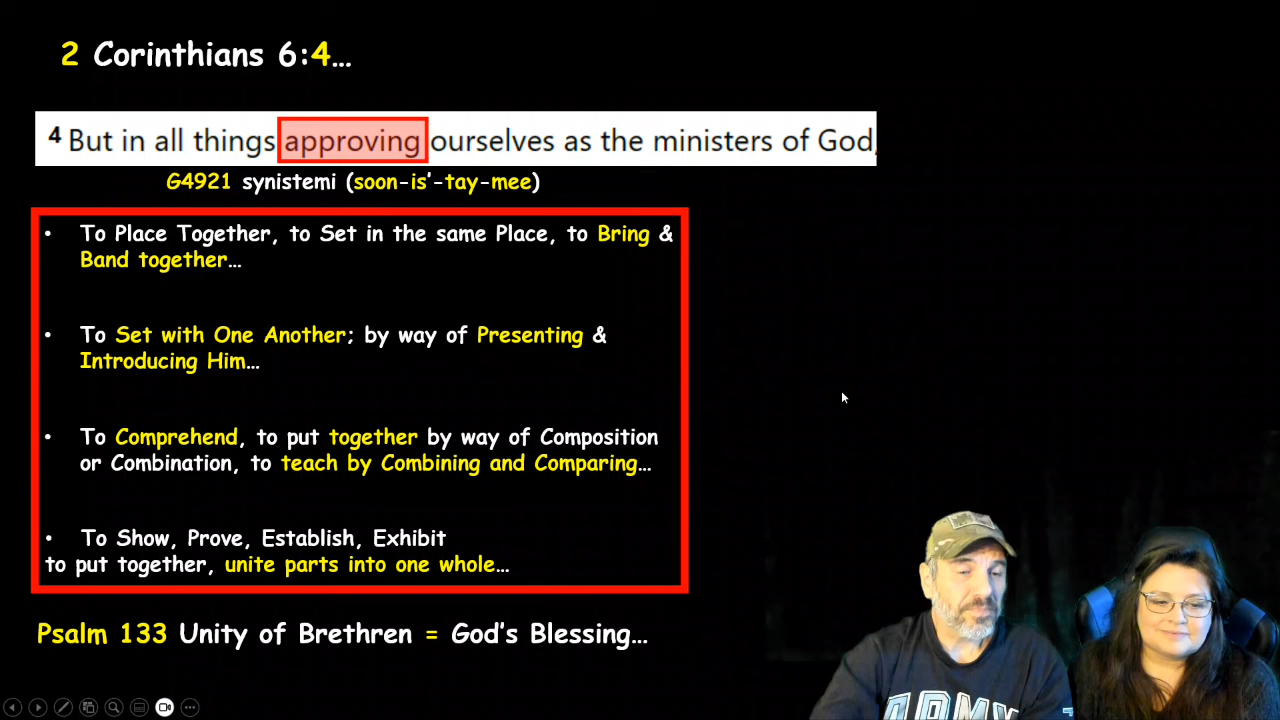 2 Corinthians 6:4...
4 But in all things approving ourselves as the ministers of God,
G4921 synistemi (soon-is'-tay-mee)
• To Place Together, to Set in the same Place, to Bring &
Band together...
• To Set with One Another; by way of Presenting &
Introducing Him...
• To Comprehend, to put together by way of Composition
or Combination, to teach by Combining and Comparing...
• To Show, Prove, Establish, Exhibit
to put together, unite parts into one whole...
Psalm 133 Unity of Brethren = God's Blessing...
ARMY